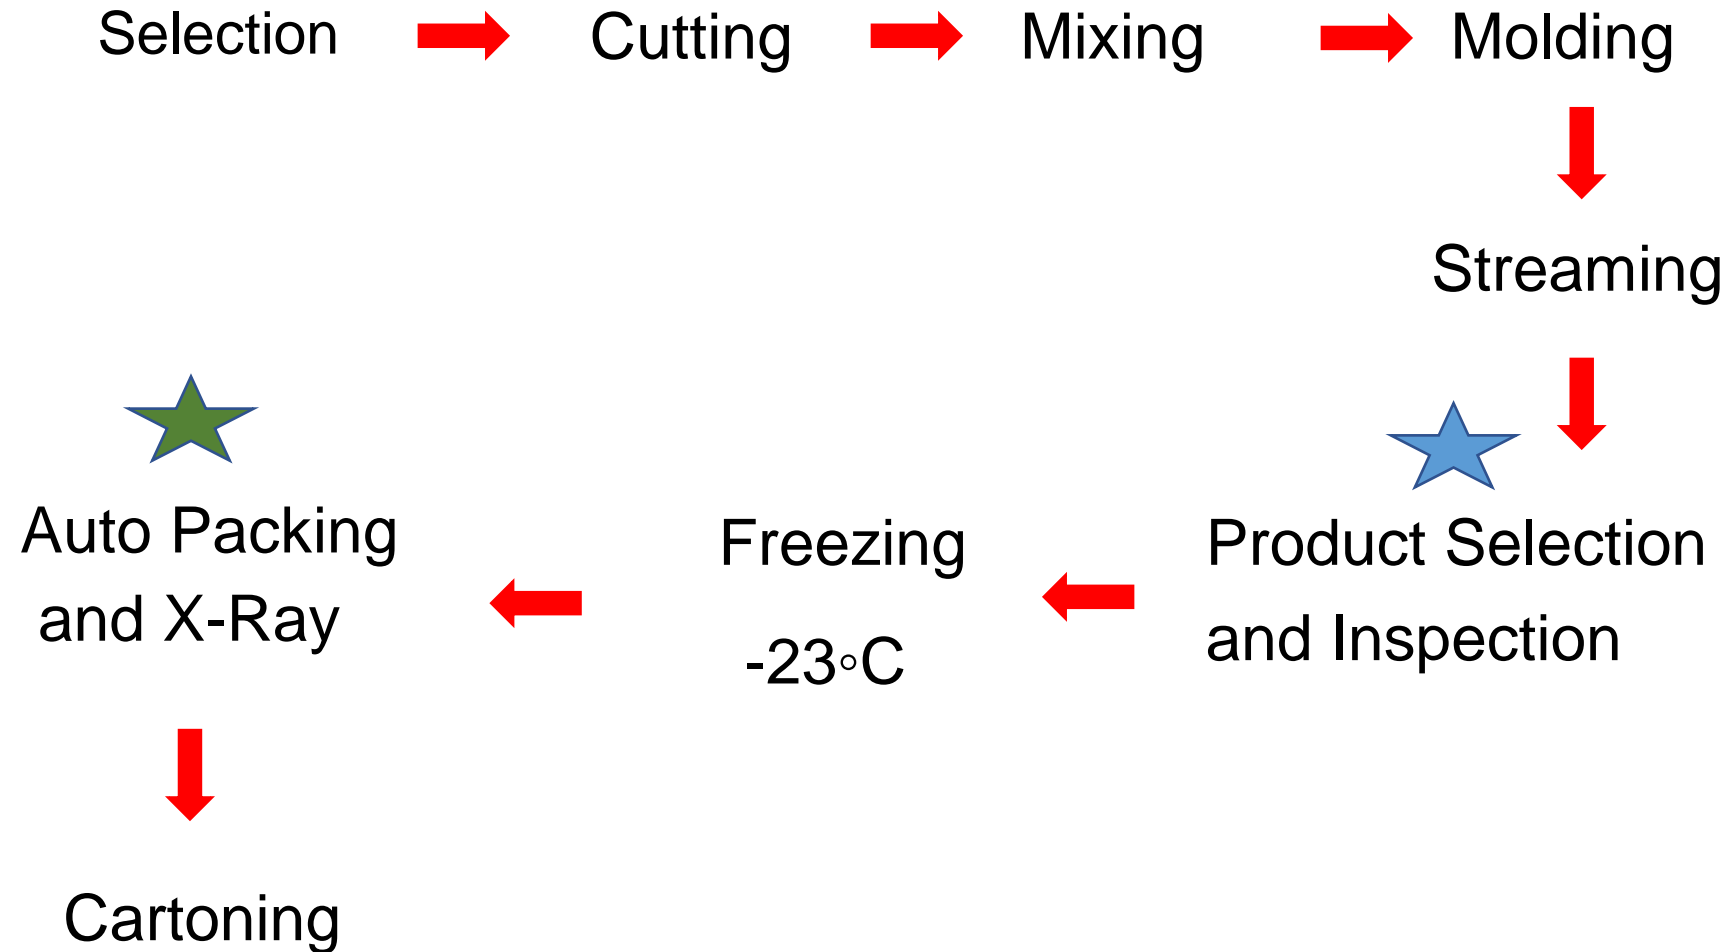 Selection
Cutting
Mixing
Molding
Streaming
Product Selection
and Inspection
Freezing
-23°C
Auto Packing
and X-Ray
Cartoning